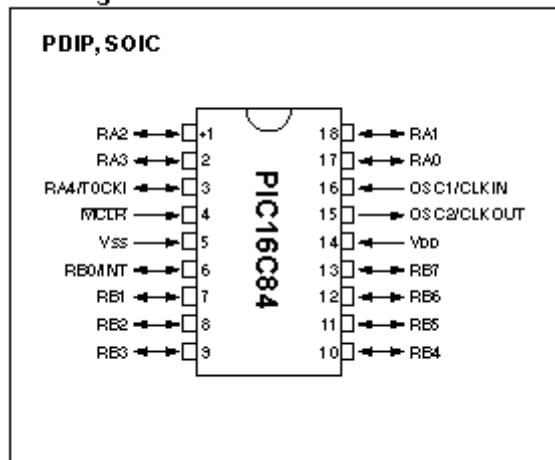 PDIP, SOIC
RA2 •1 18 RA1
RA3 2 17 RA0
RA4/T0CKI 3 16 OSC1/CLKIN
MCLR 4 15 OSC2/CLKOUT
VSS 5 14 VDD
RB0/INT 6 13 RB7
RB1 7 12 RB6
RB2 8 11 RB5
RB3 9 10 RB4
PIC16C84